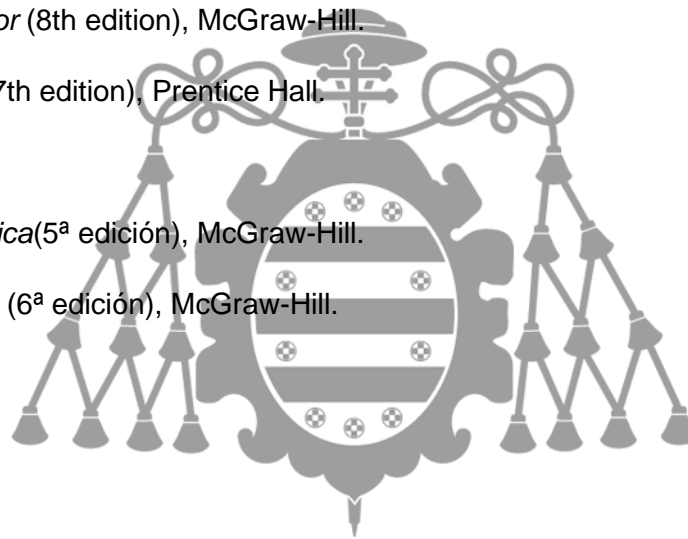 or (8th edition), McGraw-Hill.
7th edition), Prentice Hall.
ica(5ª edición), McGraw-Hill.
(6ª edición), McGraw-Hill.